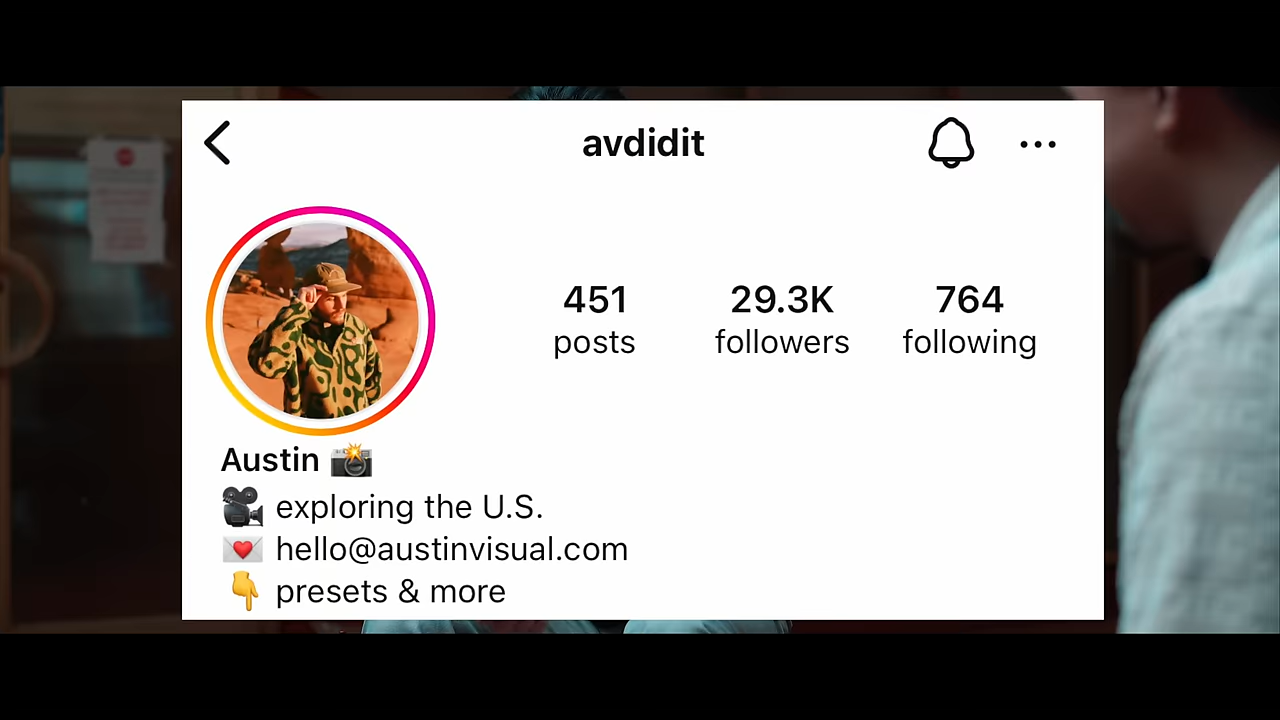 avdidit
451 29.3K 764
posts followers following
Austin 📸
🎥 exploring the U.S.
💌 hello@austinvisual.com
👇 presets & more